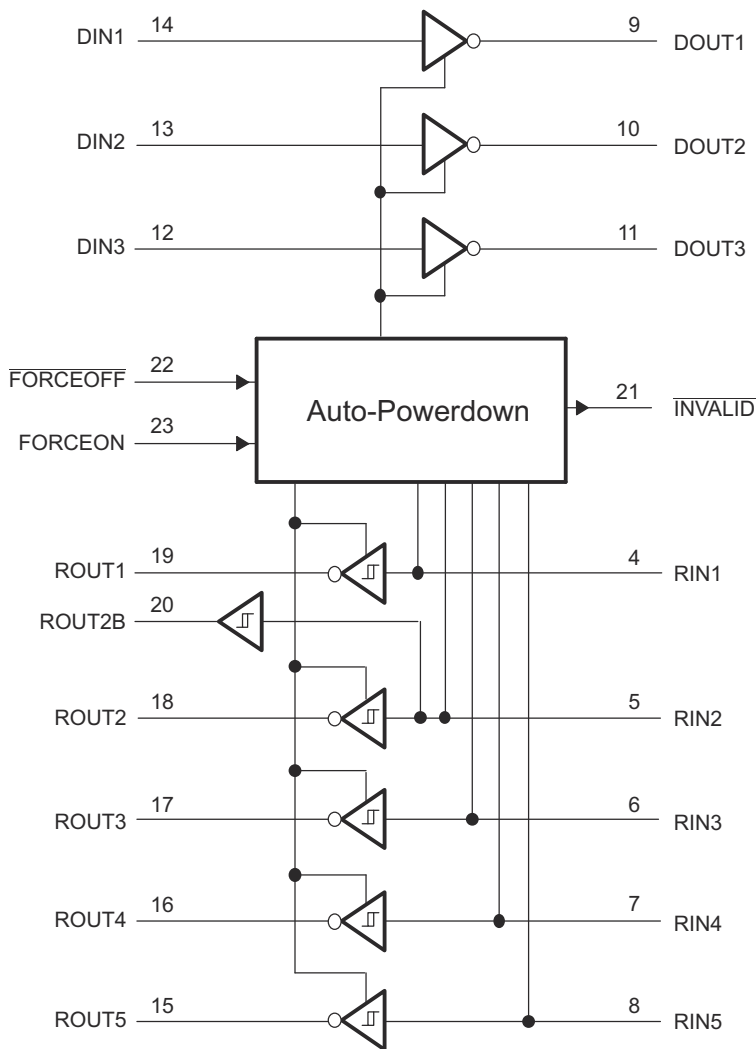 DIN1 14 9 DOUT1
DIN2 13 10 DOUT2
DIN3 12 11 DOUT3
FORCEOFF 22
Auto-Powerdown
21 INVALID
FORCEON 23
ROUT1 19 4 RIN1
ROUT2B 20
ROUT2 18 5 RIN2
ROUT3 17 6 RIN3
ROUT4 16 7 RIN4
ROUT5 15 8 RIN5